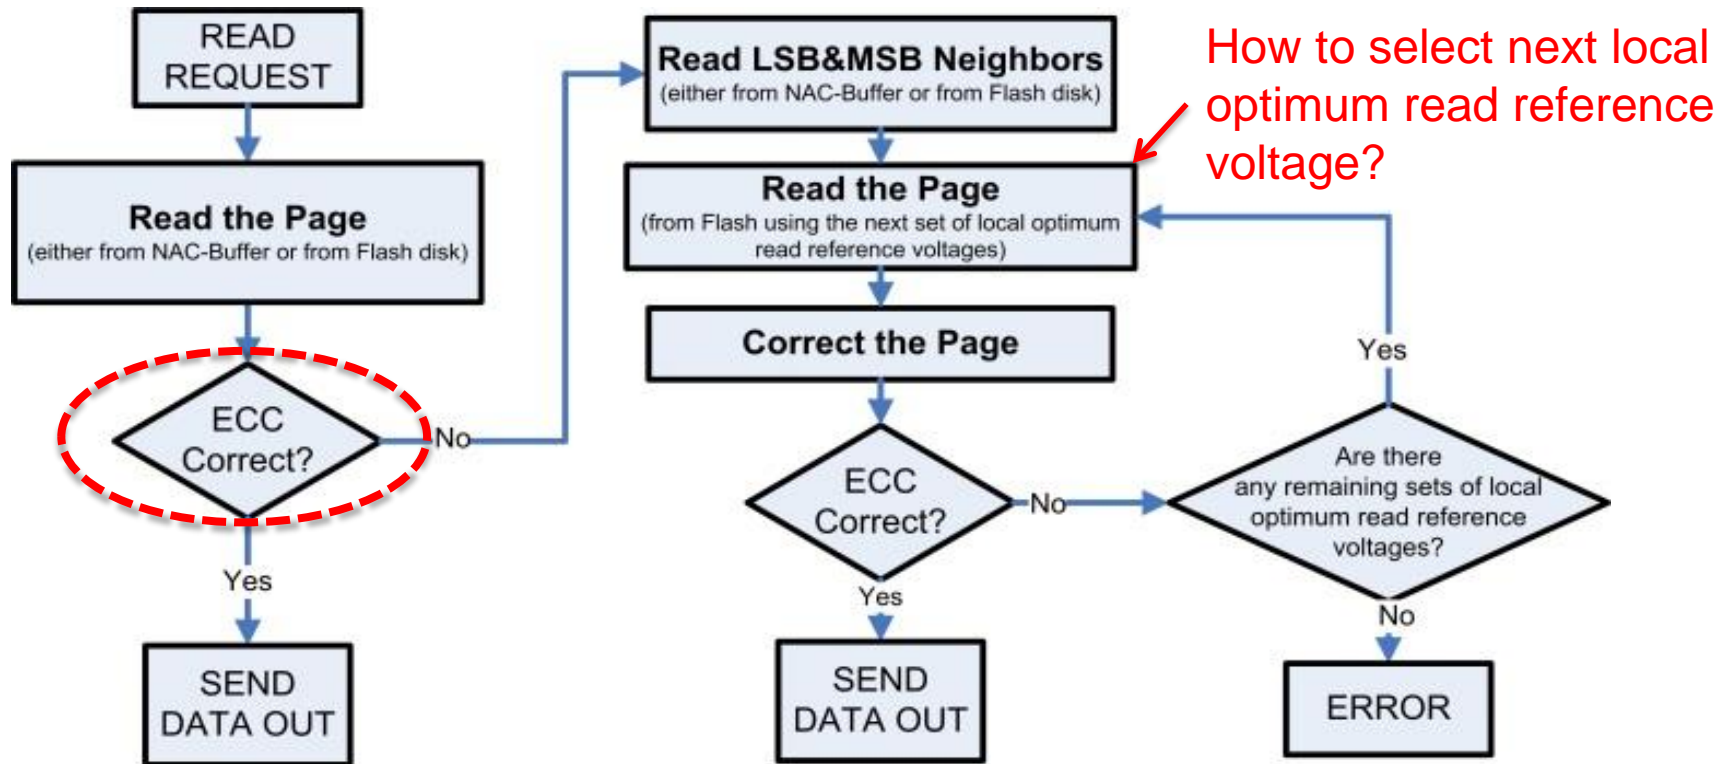 READ
REQUEST
Read the Page
(either from NAC-Buffer or from Flash disk)
ECC
Correct?
No
Yes
SEND
DATA OUT
Read LSB&MSB Neighbors
(either from NAC-Buffer or from Flash disk)
How to select next local
optimum read reference
voltage?
Read the Page
(from Flash using the next set of local optimum
read reference voltages)
Correct the Page
ECC
Correct?
No
Yes
SEND
DATA OUT
Yes
Are there
any remaining sets of local
optimum read reference
voltages?
No
ERROR